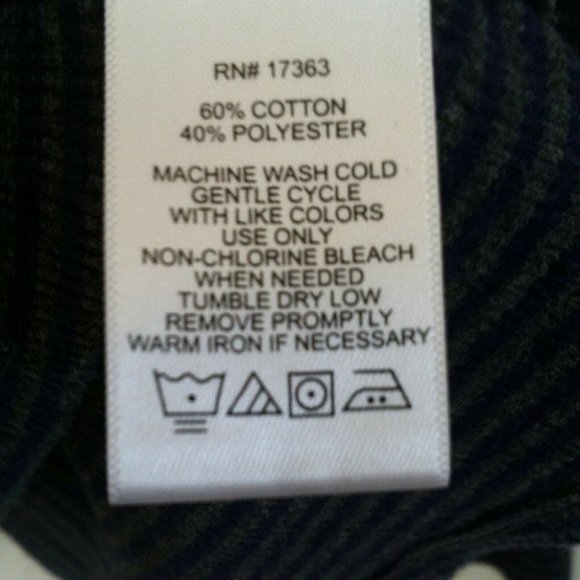 RN# 17363
60% COTTON
40% POLYESTER
MACHINE WASH COLD
GENTLE CYCLE
WITH LIKE COLORS
USE ONLY
NON-CHLORINE BLEACH
WHEN NEEDED
TUMBLE DRY LOW
REMOVE PROMPTLY
WARM IRON IF NECESSARY